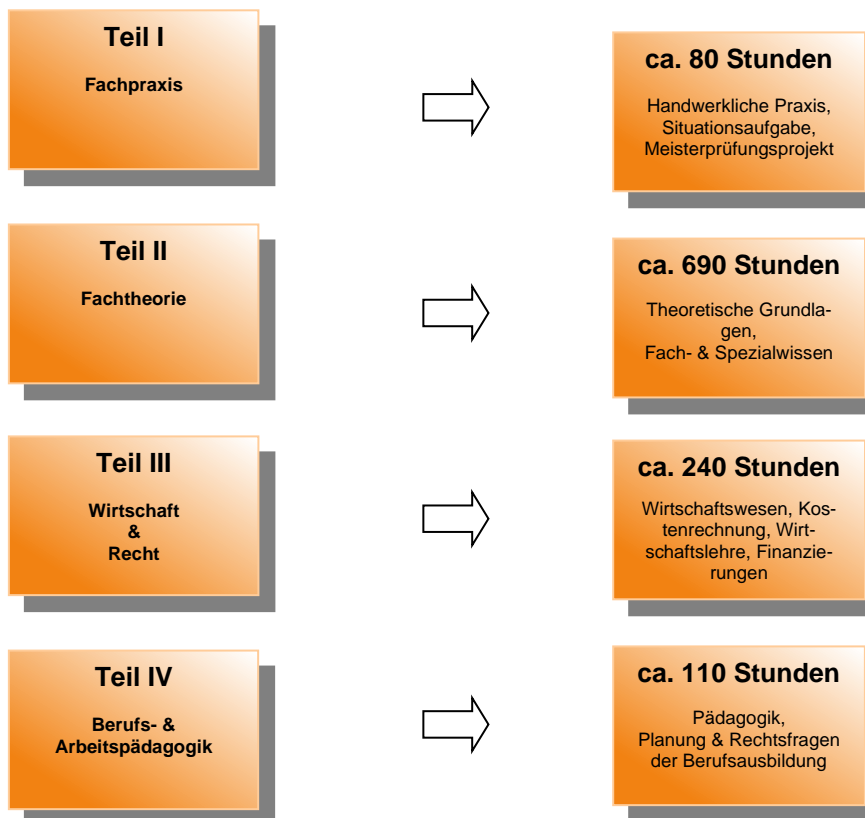 Teil I
Fachpraxis
ca. 80 Stunden
Handwerkliche Praxis,
Situationsaufgabe,
Meisterprüfungsprojekt
Teil II
Fachtheorie
ca. 690 Stunden
Theoretische Grundla-
gen,
Fach- & Spezialwissen
Teil III
Wirtschaft
&
Recht
ca. 240 Stunden
Wirtschaftswesen, Kos-
tenrechnung, Wirt-
schaftslehre, Finanzie-
rungen
Teil IV
Berufs- &
Arbeitspädagogik
ca. 110 Stunden
Pädagogik,
Planung & Rechtsfragen
der Berufsausbildung